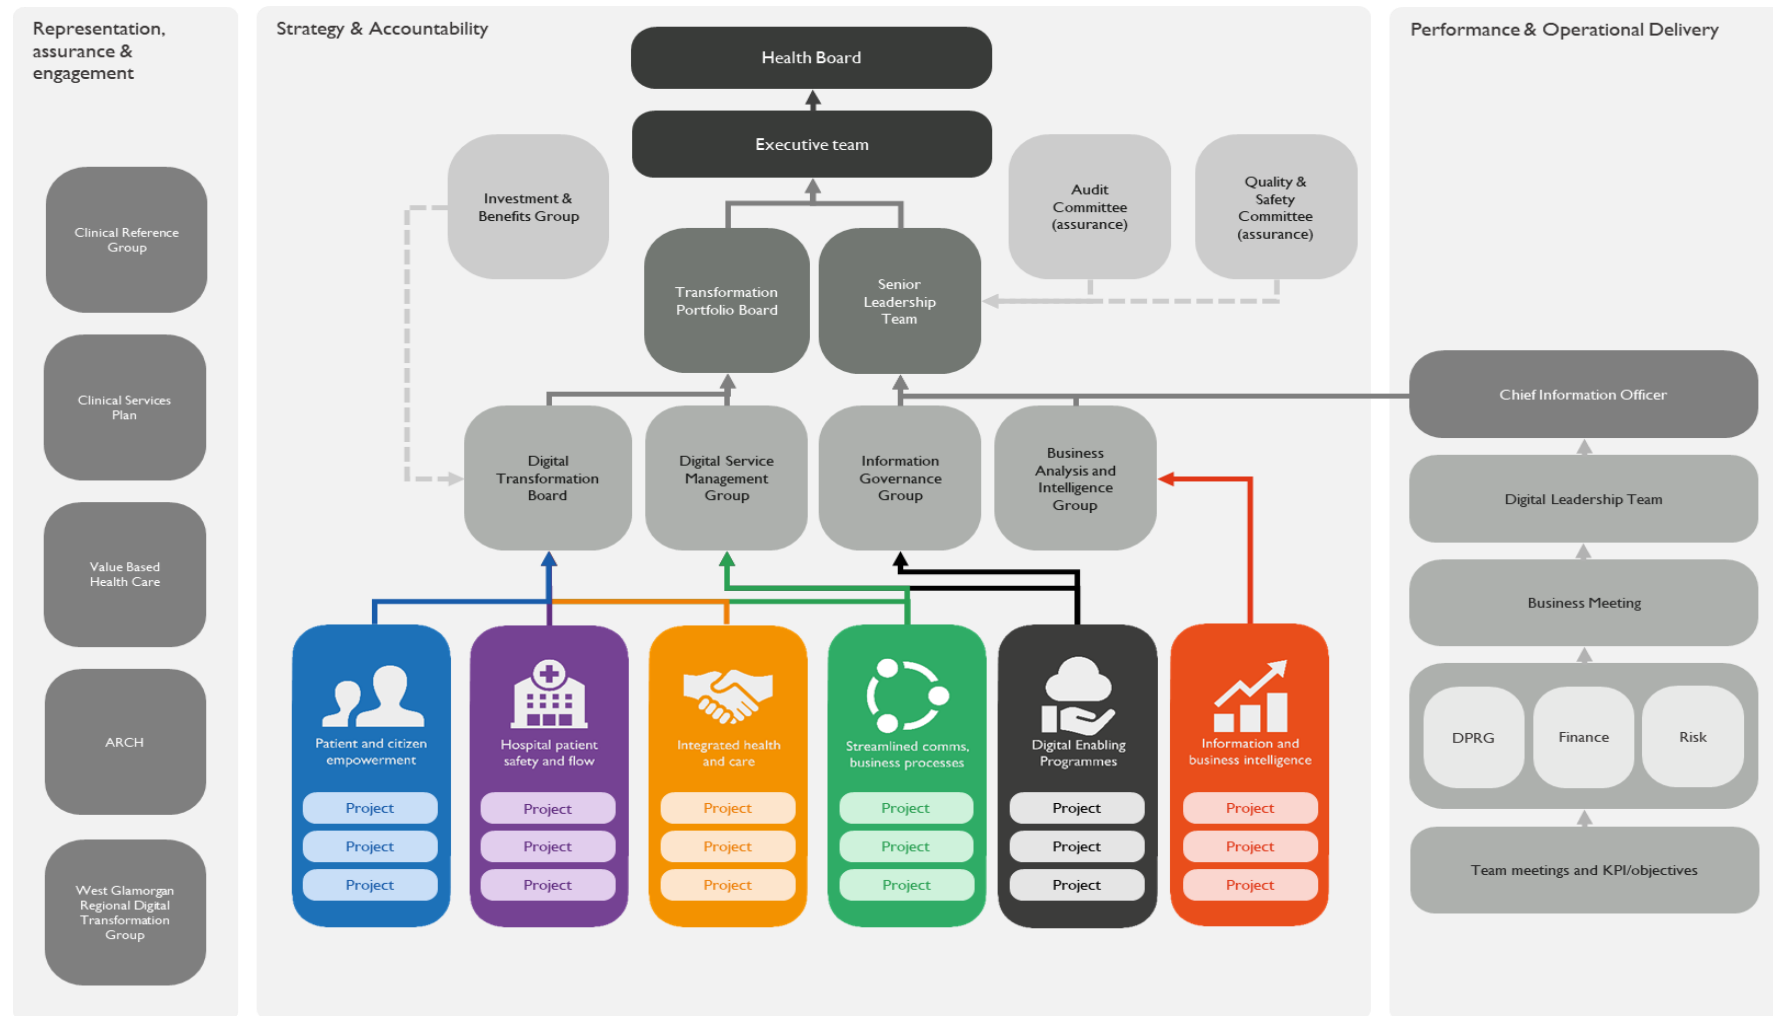 Representation,
assurance &
engagement
Clinical Reference
Group
Clinical Services
Plan
Value Based
Health Care
ARCH
West Glamorgan
Regional Digital
Transformation
Group
Strategy & Accountability
Health Board
Executive team
Investment &
Benefits Group
Audit
Committee
(assurance)
Quality &
Safety
Committee
(assurance)
Transformation
Portfolio Board
Senior
Leadership
Team
Digital
Transformation
Board
Digital Service
Management
Group
Information
Governance
Group
Business
Analysis and
Intelligence
Group
Patient and citizen
empowerment
Project
Project
Project
Hospital patient
safety and flow
Project
Project
Project
Integrated health
and care
Project
Project
Project
Streamlined comms,
business processes
Project
Project
Project
Digital Enabling
Programmes
Project
Project
Project
Information and
business intelligence
Project
Project
Project
Performance & Operational Delivery
Chief Information Officer
Digital Leadership Team
Business Meeting
DPRG
Finance
Risk
Team meetings and KPI/objectives